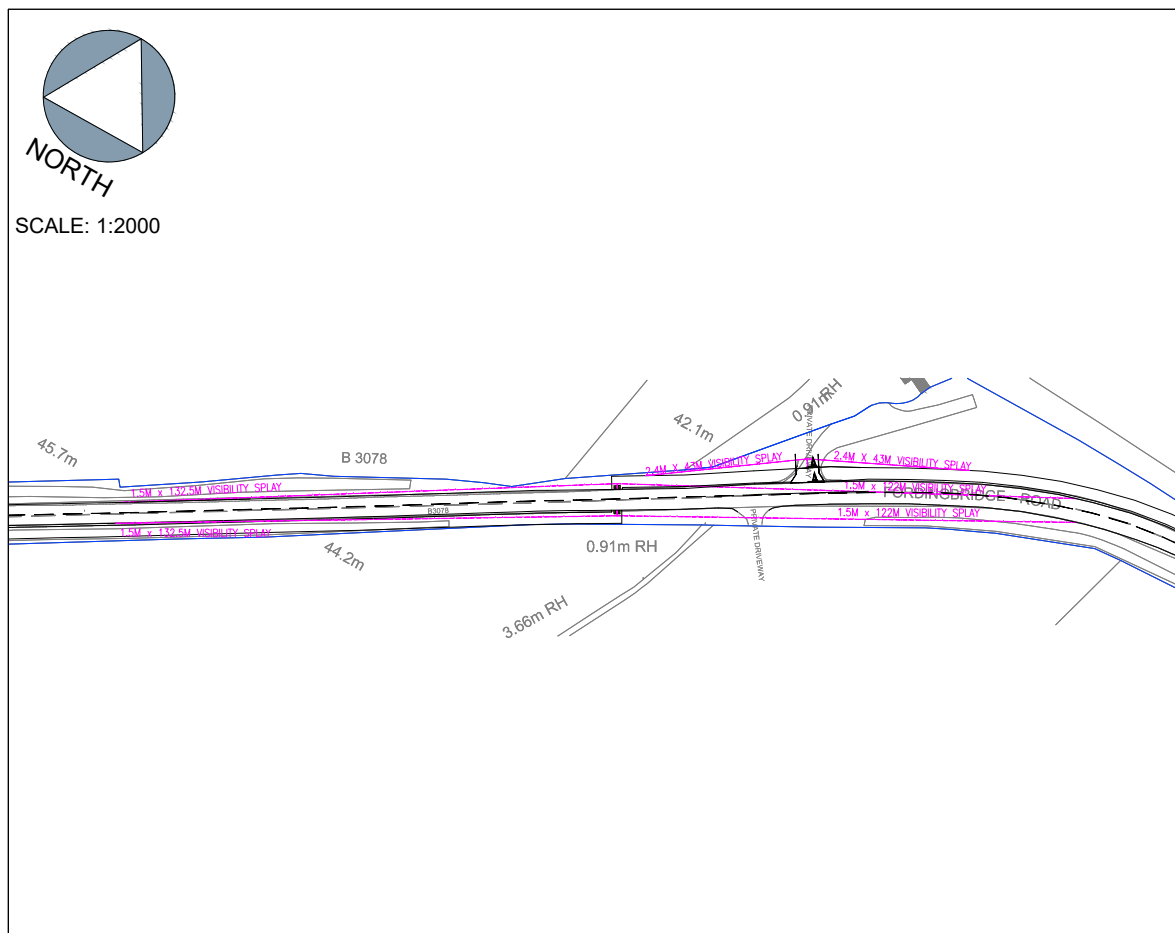 NORTH
SCALE: 1:2000
0.91m RH
42.1m
PRIVATE DRIVEWAY
45.7m
B 3078
2.4M X 43M VISIBILITY SPLAY
2.4M X 43M VISIBILITY SPLAY
1.5M x 132.5M VISIBILITY SPLAY
1.5M x 122M VISIBILITY SPLAY
FORDINGBRIDGE ROAD
B3078
1.5M x 122M VISIBILITY SPLAY
1.5M x 132.5M VISIBILITY SPLAY
PRIVATE DRIVEWAY
44.2m
0.91m RH
3.66m RH